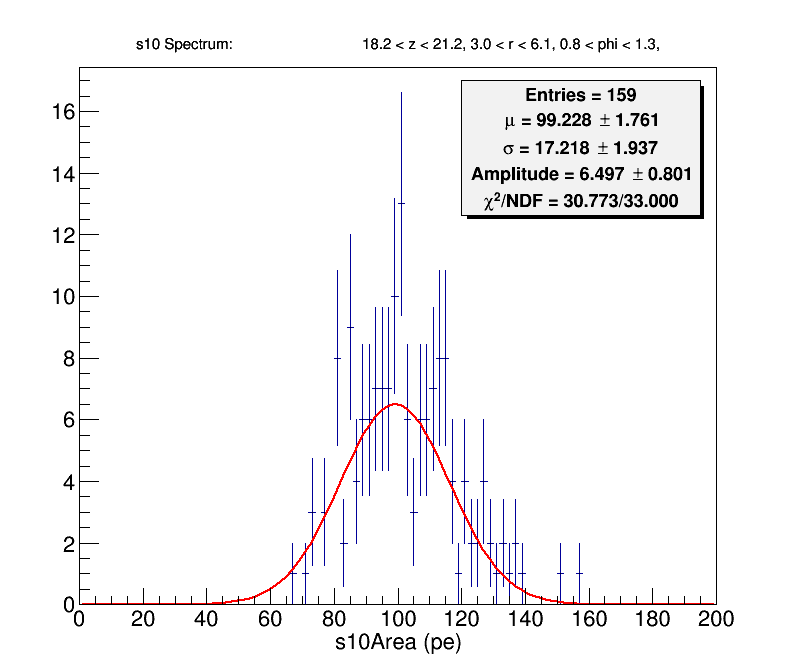 s10 Spectrum: 18.2 < z < 21.2, 3.0 < r < 6.1, 0.8 < phi < 1.3,
Entries = 159
μ = 99.228 ± 1.761
σ = 17.218 ± 1.937
Amplitude = 6.497 ± 0.801
χ²/NDF = 30.773/33.000
16
14
12
10
8
6
4
2
0
0 20 40 60 80 100 120 140 160 180 200
s10Area (pe)